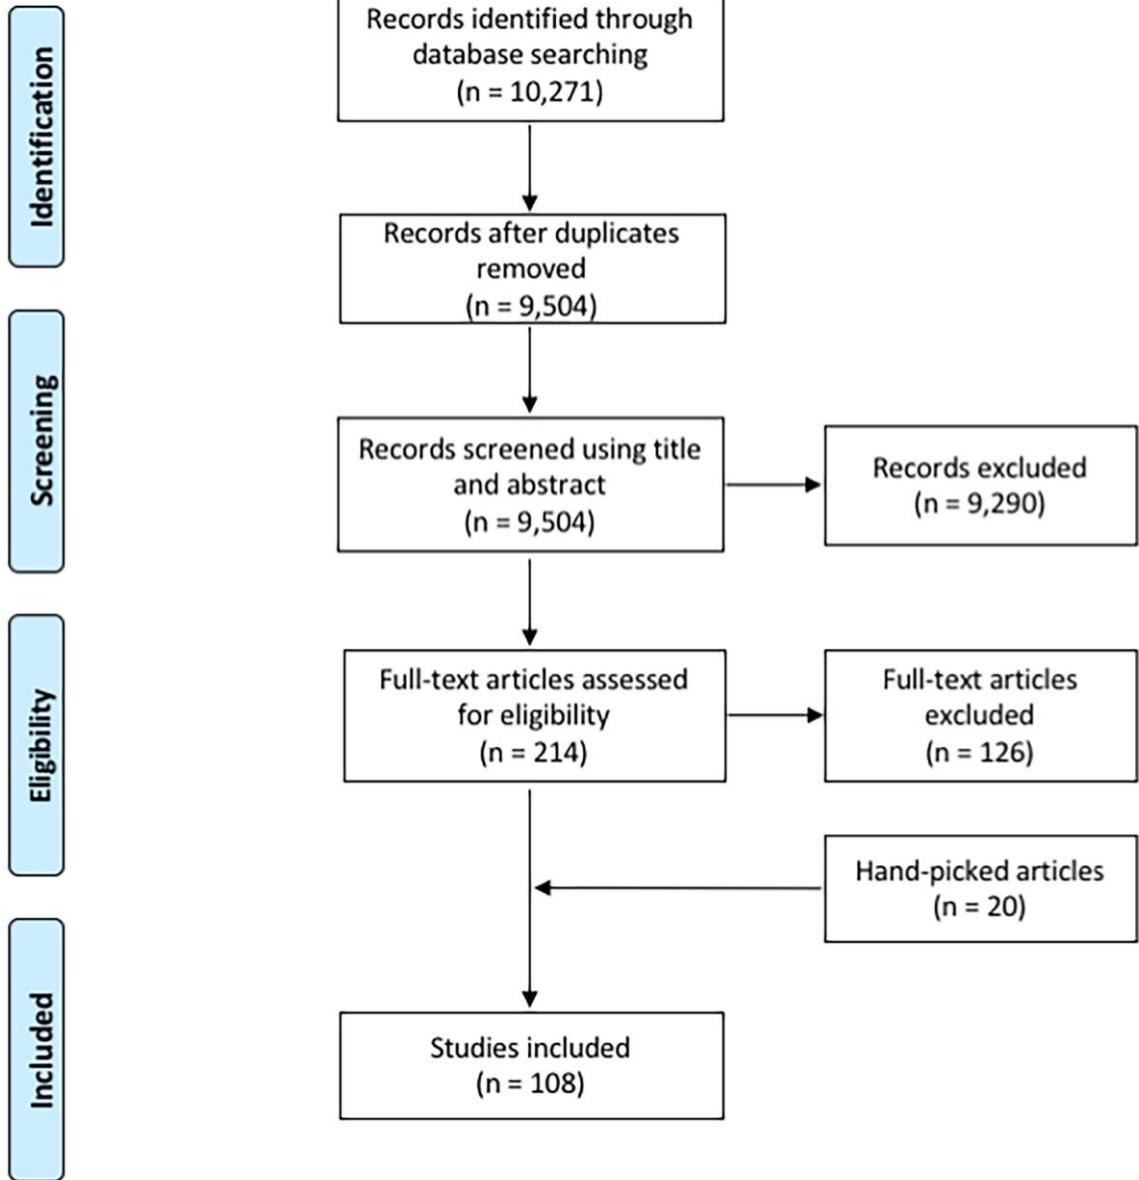 Identification
Records identified through
database searching
(n = 10,271)
Records after duplicates
removed
(n = 9,504)
Screening
Records screened using title
and abstract
(n = 9,504)
Records excluded
(n = 9,290)
Eligibility
Full-text articles assessed
for eligibility
(n = 214)
Full-text articles
excluded
(n = 126)
Hand-picked articles
(n = 20)
Included
Studies included
(n = 108)